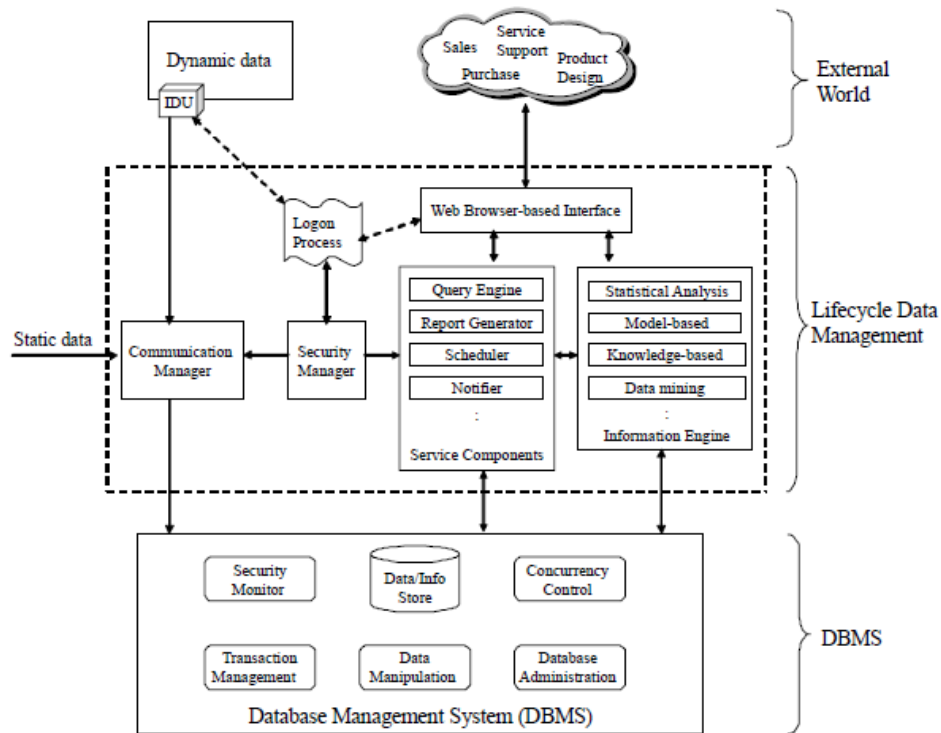 Dynamic data
IDU
Sales
Service
Support
Purchase
Product
Design
External
World
Logon
Process
Web Browser-based Interface
Static data
Communication
Manager
Security
Manager
Query Engine
Report Generator
Scheduler
Notifier
:
Service Components
Statistical Analysis
Model-based
Knowledge-based
Data mining
:
Information Engine
Lifecycle Data
Management
Security
Monitor
Data/Info
Store
Concurrency
Control
Transaction
Management
Data
Manipulation
Database
Administration
Database Management System (DBMS)
DBMS